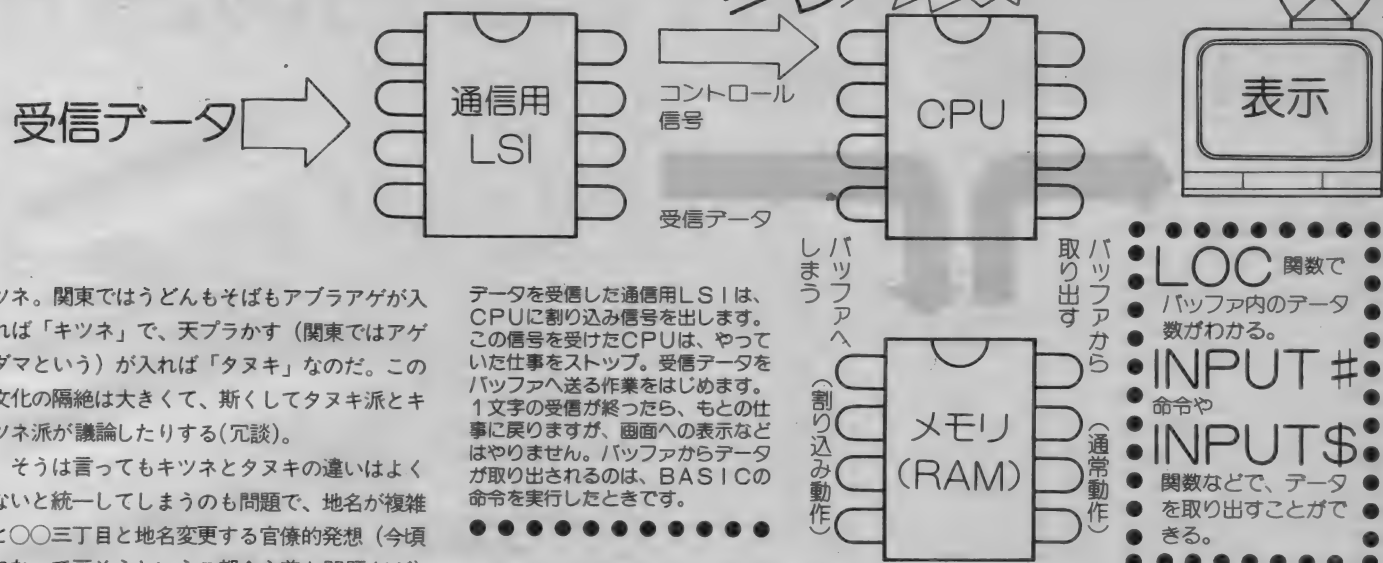 受信データ
通信用
LSI
コントロール
信号
受信データ
CPU
表示
バッファへ
しまう
(割り込み動作)
バッファから
取り出す
(通常動作)
メモリ
(RAM)
LOC 関数で
バッファ内のデータ
数がわかる。
INPUT #
命令や
INPUT$
関数などで、データ
を取り出すことがで
きる。
データを受信した通信用LSIは、
CPUに割り込み信号を出します。
この信号を受けたCPUは、やって
いた仕事をストップ。受信データを
バッファへ送る作業をはじめます。
1文字の受信が終ったら、もとの仕
事に戻りますが、画面への表示など
はやりません。バッファからデータ
が取り出されるのは、BASICの
命令を実行したときです。
ツネ。関東ではうどんもそばもアブラアゲが入
れば「キツネ」で、天プラかす（関東ではアゲ
ダマという）が入れば「タヌキ」なのだ。この
文化の隔絶は大きくて、斯くしてタヌキ派とキ
ツネ派が議論したりする(冗談)。
そうは言ってもキツネとタヌキの違いはよく
ないと統一してしまうのも問題で、地名が複雑
と○○三丁目と地名変更する官僚的発想（今頃